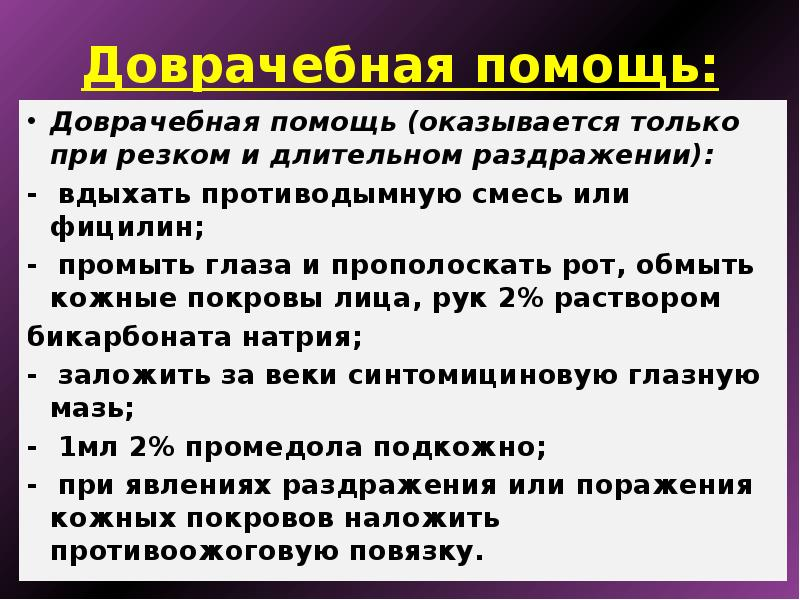 Доврачебная помощь:
• Доврачебная помощь (оказывается только
при резком и длительном раздражении):
- вдыхать противодымную смесь или
фицилин;
- промыть глаза и прополоскать рот, обмыть
кожные покровы лица, рук 2% раствором
бикарбоната натрия;
- заложить за веки синтомициновую глазную
мазь;
- 1мл 2% промедола подкожно;
- при явлениях раздражения или поражения
кожных покровов наложить
противоожоговую повязку.